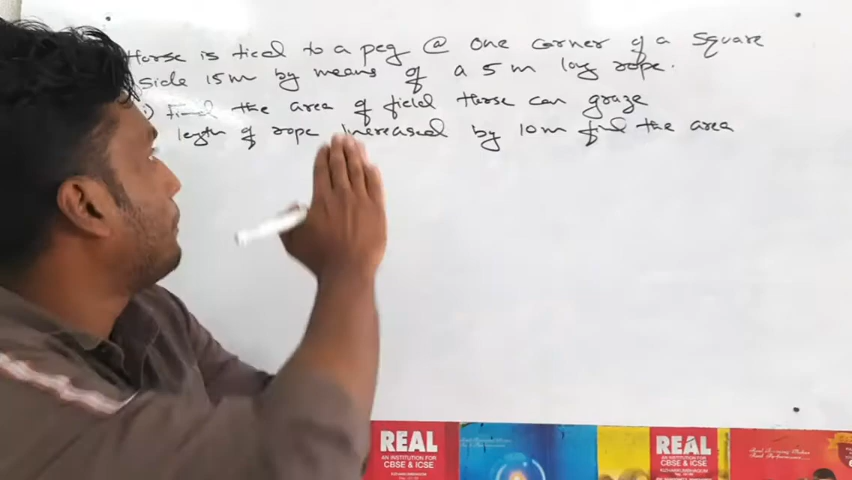 Horse is tied to a peg @ one corner of a square
side 15m by means of a 5m long rope.
i) Find the area of field Horse can graze
length of rope increased by 10m find the area
REAL
AN INSTITUTION FOR
CBSE & ICSE
REAL
AN INSTITUTION FOR
CBSE & ICSE